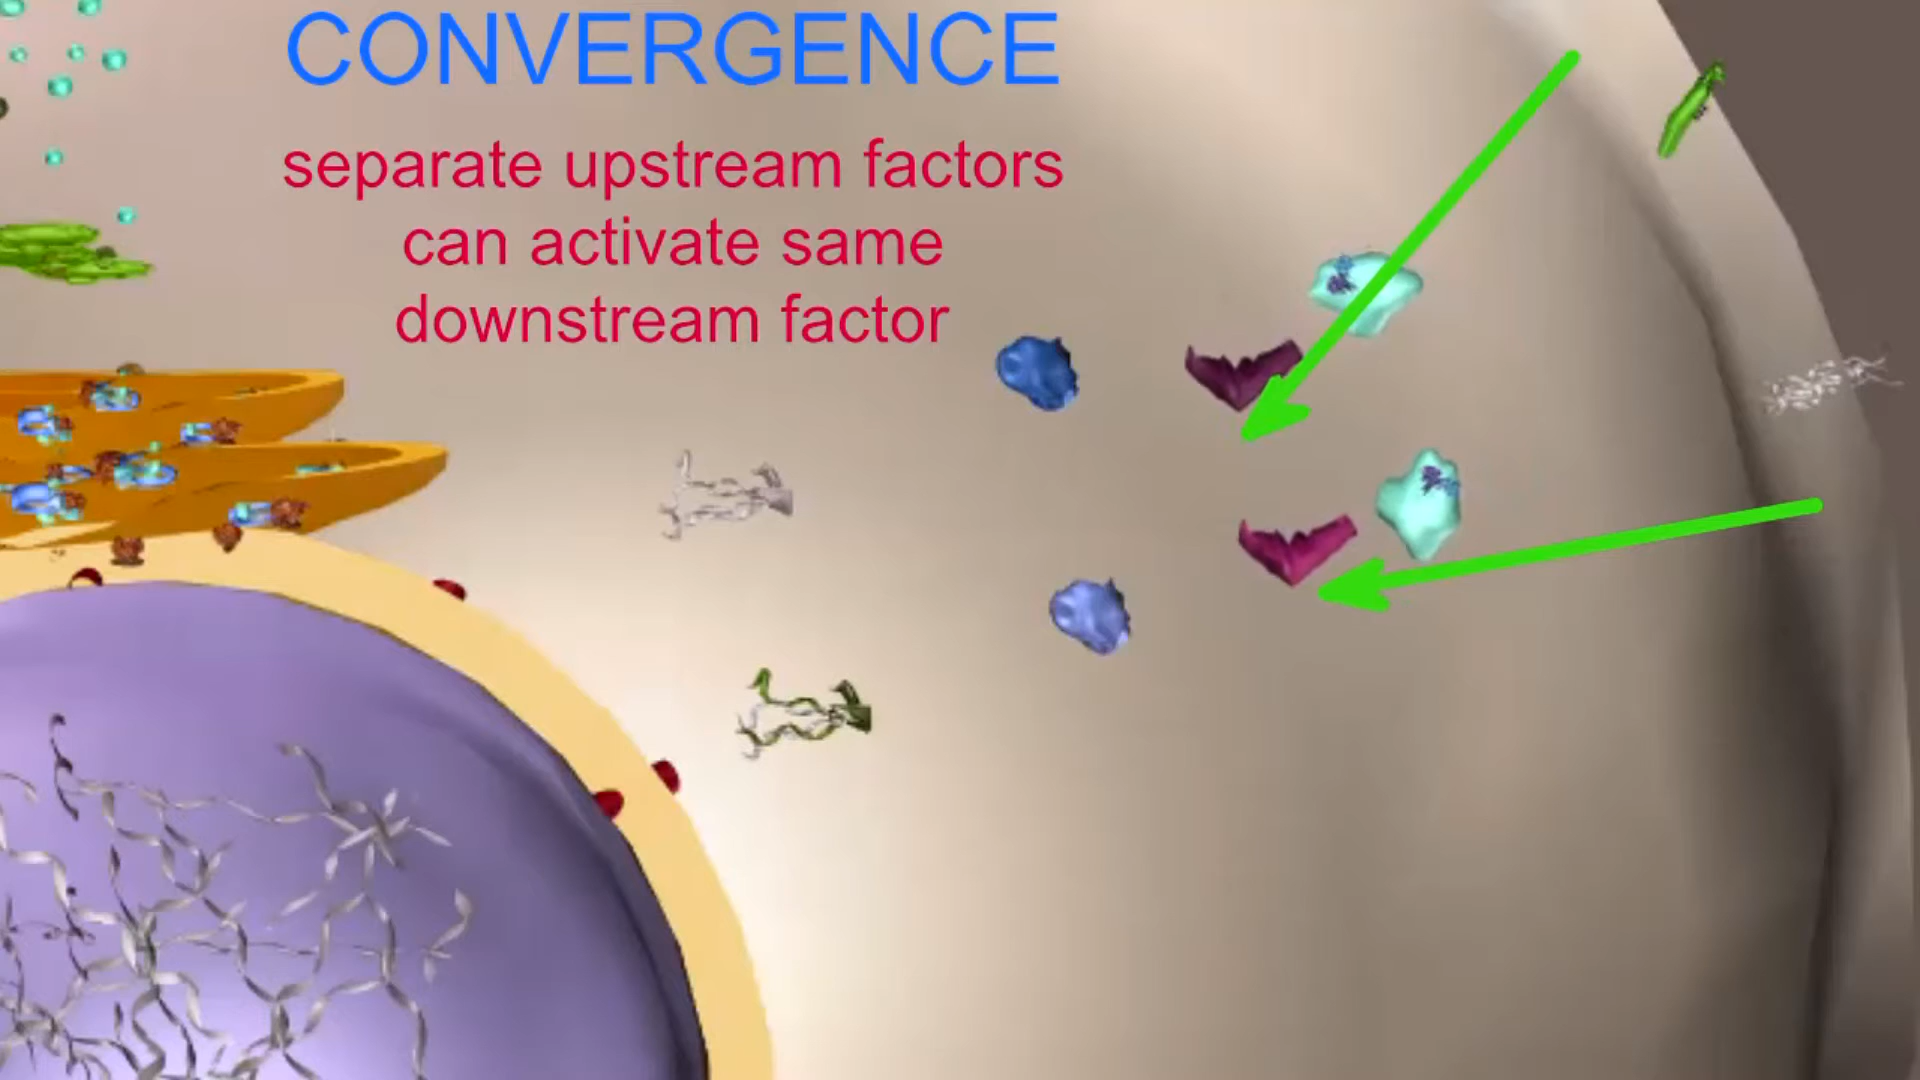 CONVERGENCE
separate upstream factors
can activate same
downstream factor